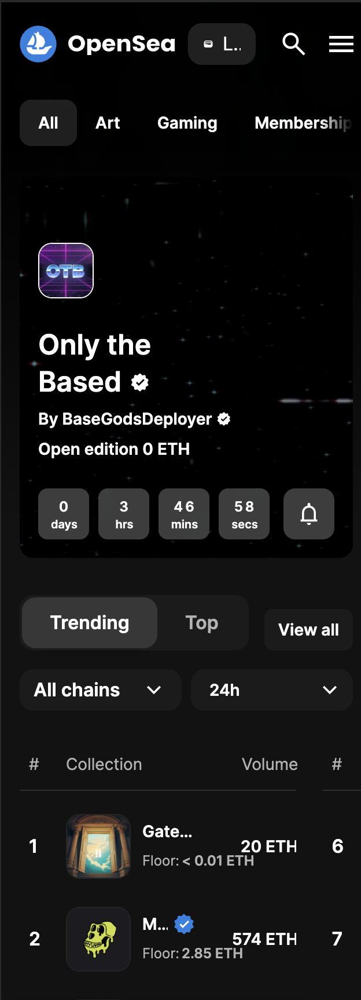 OpenSea
L..
All Art Gaming Membership
OTB
Only the
Based
By BaseGodsDeployer
Open edition 0 ETH
0 3 46 58
days hrs mins secs
Trending Top View all
All chains 24h
# Collection Volume #
Gate...
1 20 ETH 6
Floor: < 0.01 ETH
M...
2 574 ETH 7
Floor: 2.85 ETH